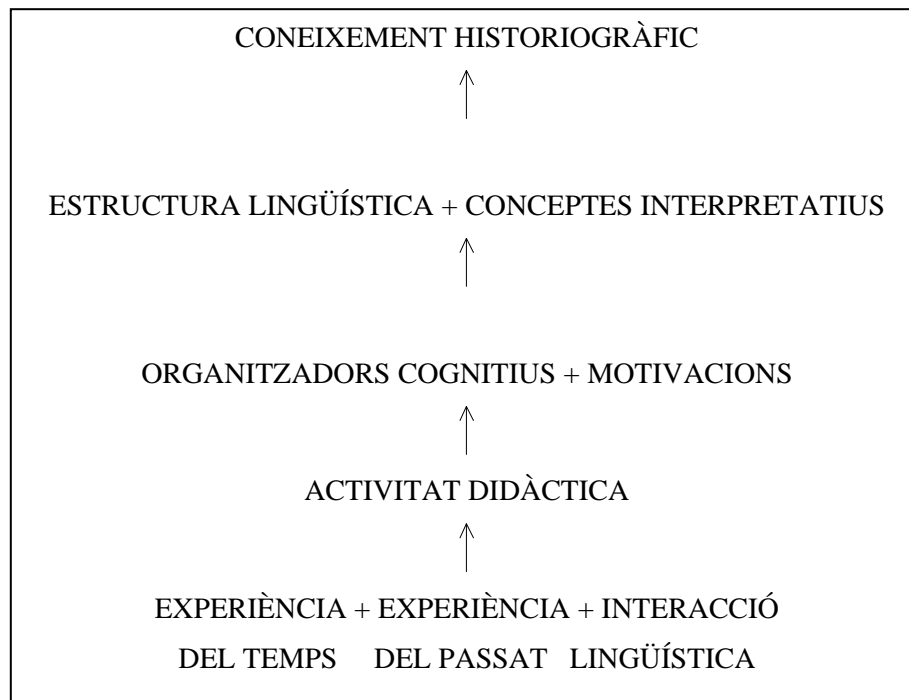 CONEIXEMENT HISTORIOGRÀFIC
ESTRUCTURA LINGÜÍSTICA + CONCEPTES INTERPRETATIUS
ORGANITZADORS COGNITIUS + MOTIVACIONS
ACTIVITAT DIDÀCTICA
EXPERIÈNCIA + EXPERIÈNCIA + INTERACCIÓ
DEL TEMPS DEL PASSAT LINGÜÍSTICA